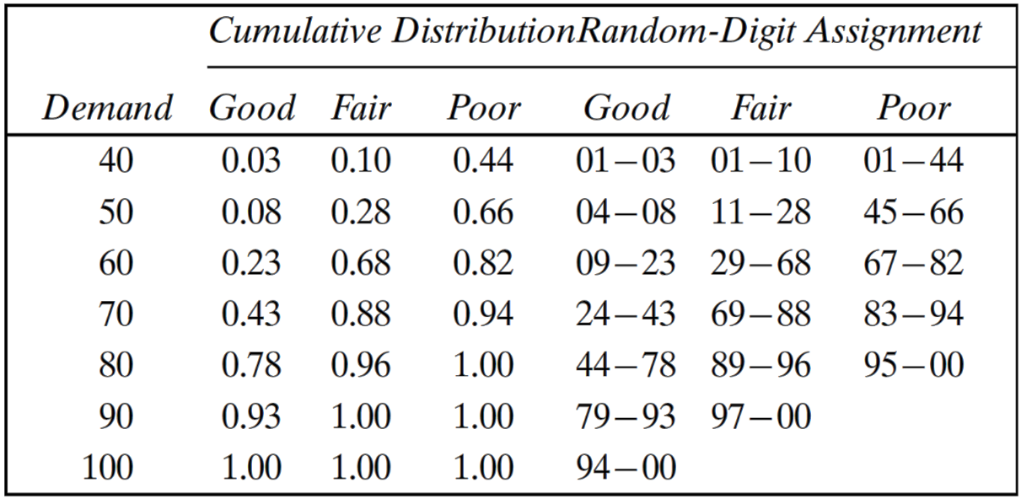 Cumulative DistributionRandom-Digit Assignment
Demand Good Fair Poor Good Fair Poor
40 0.03 0.10 0.44 01–03 01–10 01–44
50 0.08 0.28 0.66 04–08 11–28 45–66
60 0.23 0.68 0.82 09–23 29–68 67–82
70 0.43 0.88 0.94 24–43 69–88 83–94
80 0.78 0.96 1.00 44–78 89–96 95–00
90 0.93 1.00 1.00 79–93 97–00
100 1.00 1.00 1.00 94–00